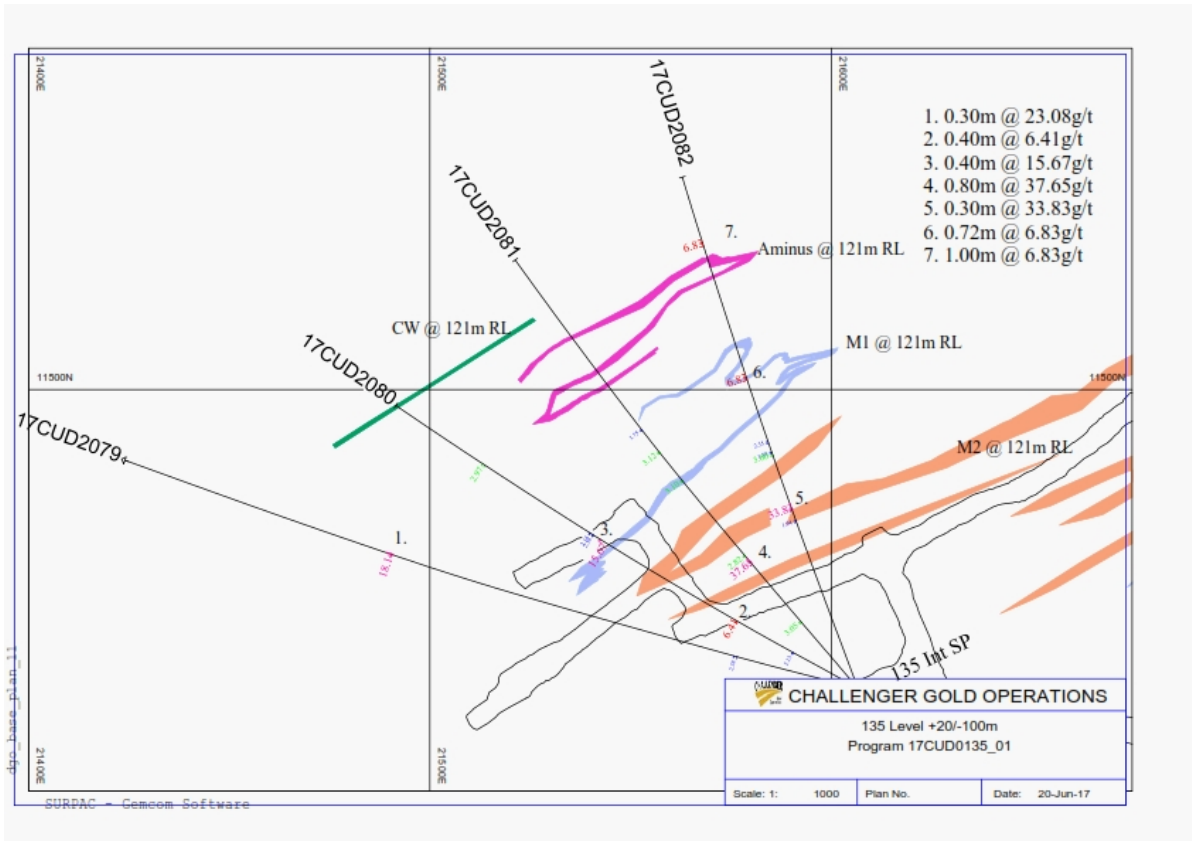 21400E
21500E
21600E
17CUD2082
1. 0.30m @ 23.08g/t
2. 0.40m @ 6.41g/t
3. 0.40m @ 15.67g/t
4. 0.80m @ 37.65g/t
5. 0.30m @ 33.83g/t
6. 0.72m @ 6.83g/t
7. 1.00m @ 6.83g/t
17CUD2081
7.
6.83
Aminus @ 121m RL
CW @ 121m RL
17CUD2080
M1 @ 121m RL
11500N
6.83
6.
11500N
17CUD2079
M2 @ 121m RL
5.
1.
3.
4.
18.14
37.65
2.
6.41
135 Int SP
CHALLENGER GOLD OPERATIONS
135 Level +20/-100m
Program 17CUD0135_01
21400E
21500E
Scale: 1: 1000
Plan No.
Date: 20-Jun-17
dgo_base_plan_11
SURPAC - Gemcom Software